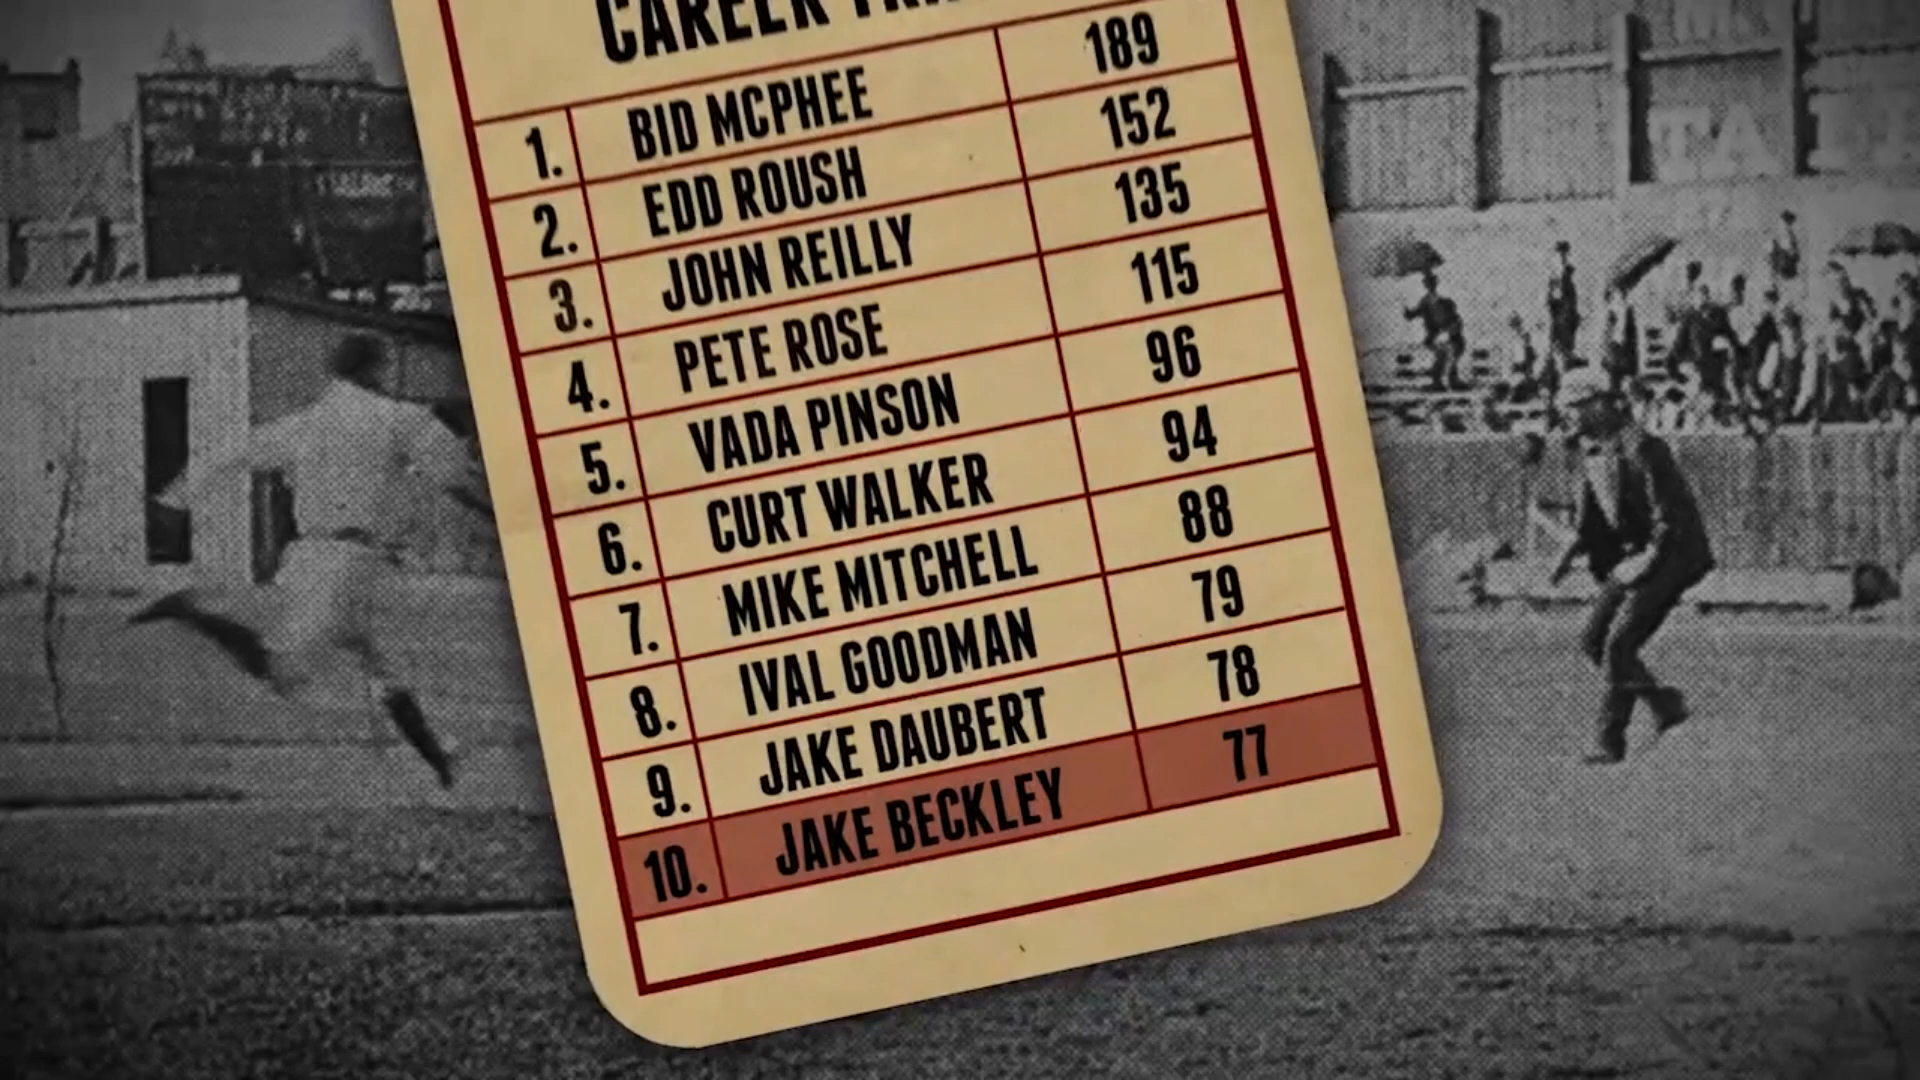 CAREER
1. BID MCPHEE 189
2. EDD ROUSH 152
3. JOHN REILLY 135
4. PETE ROSE 115
5. VADA PINSON 96
6. CURT WALKER 94
7. MIKE MITCHELL 88
8. IVAL GOODMAN 79
9. JAKE DAUBERT 78
10. JAKE BECKLEY 77